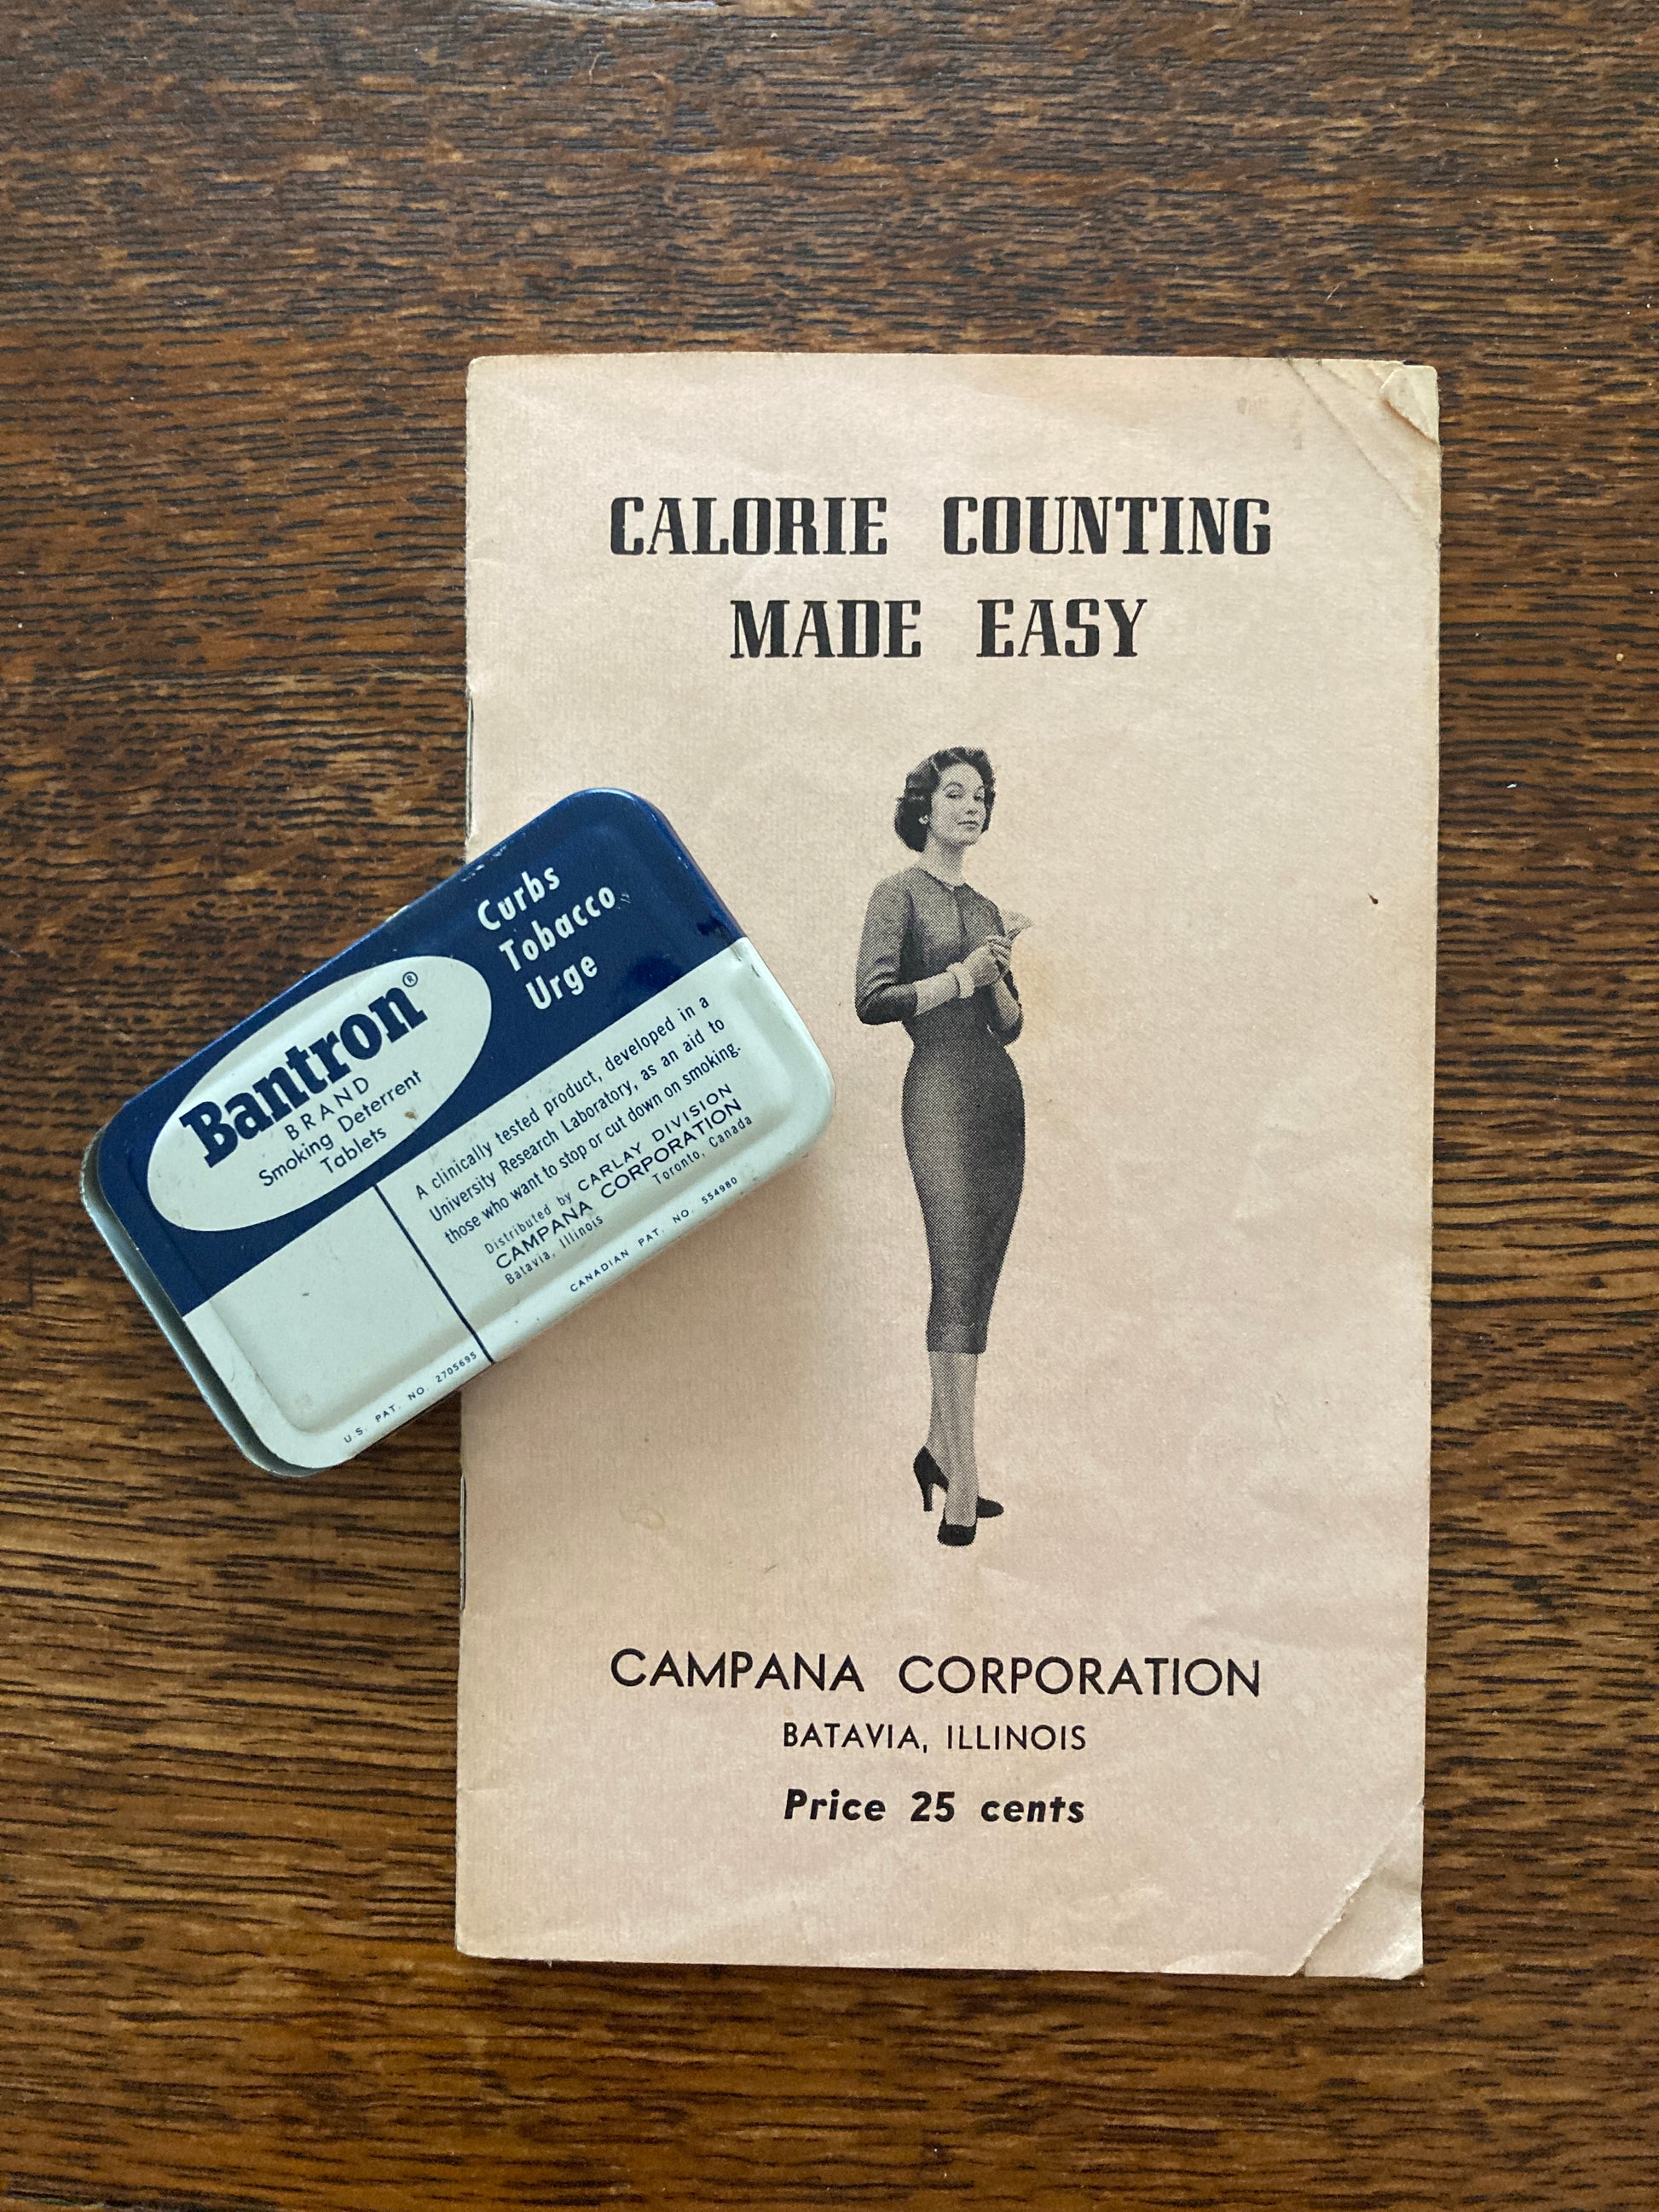 CALORIE COUNTING
MADE EASY
CAMPANA CORPORATION
BATAVIA, ILLINOIS
Price 25 cents
Bantron®
BRAND
Smoking Deterrent
Tablets
Curbs
Tobacco
Urge
A clinically tested product, developed in a
University Research Laboratory, as an aid to
those who want to stop or cut down on smoking.
Distributed by CARLAY DIVISION
CAMPANA CORPORATION
Batavia, Illinois Toronto, Canada
U.S. PAT. NO. 2705695 CANADIAN PAT. NO. 554980